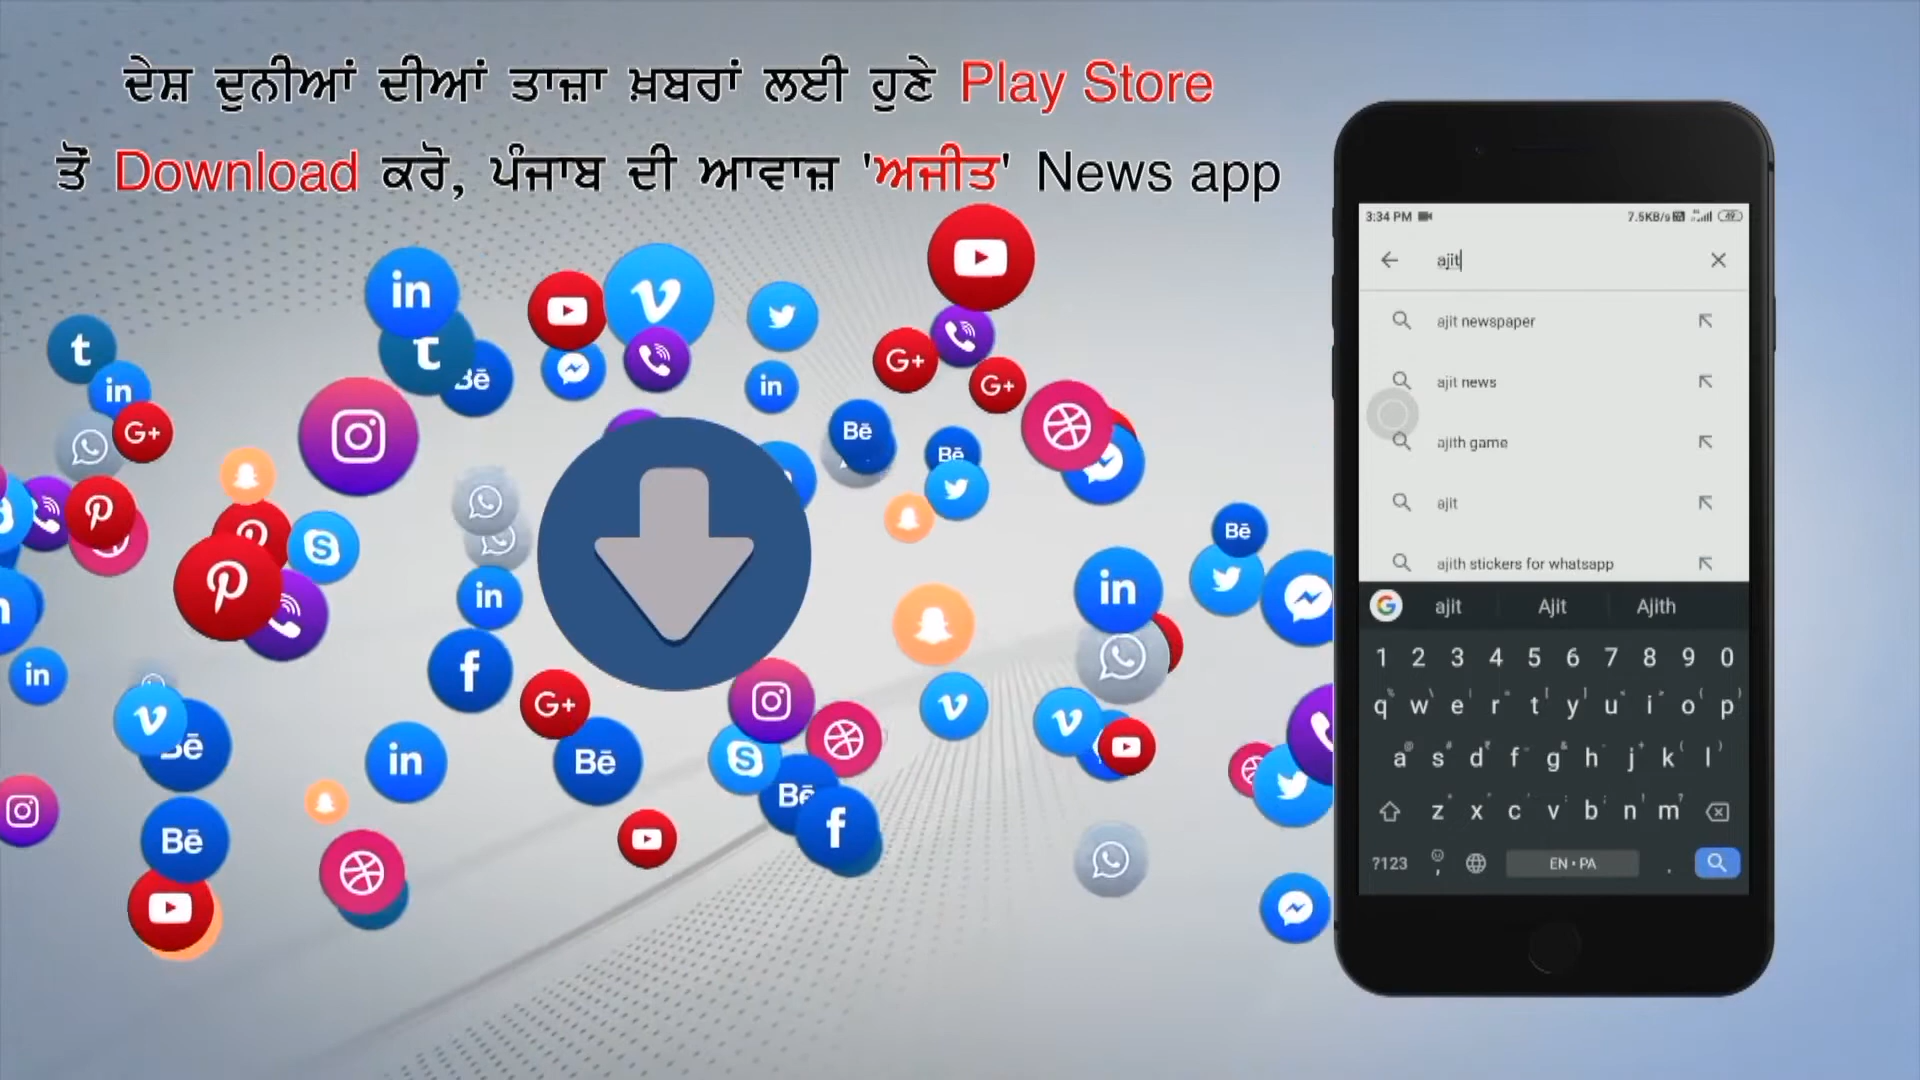 ਦੇਸ਼ ਦੁਨੀਆਂ ਦੀਆਂ ਤਾਜ਼ਾ ਖ਼ਬਰਾਂ ਲਈ ਹੁਣੇ Play Store
ਤੋਂ Download ਕਰੋ, ਪੰਜਾਬ ਦੀ ਆਵਾਜ਼ 'ਅਜੀਤ' News app
3:34 PM 7.5KB/s 49
ajit
ajit newspaper
ajit news
ajith game
ajit
ajith stickers for whatsapp
ajit Ajit Ajith
1 2 3 4 5 6 7 8 9 0
q w e r t y u i o p
a s d f g h j k l
z x c v b n m
?123 , EN • PA .